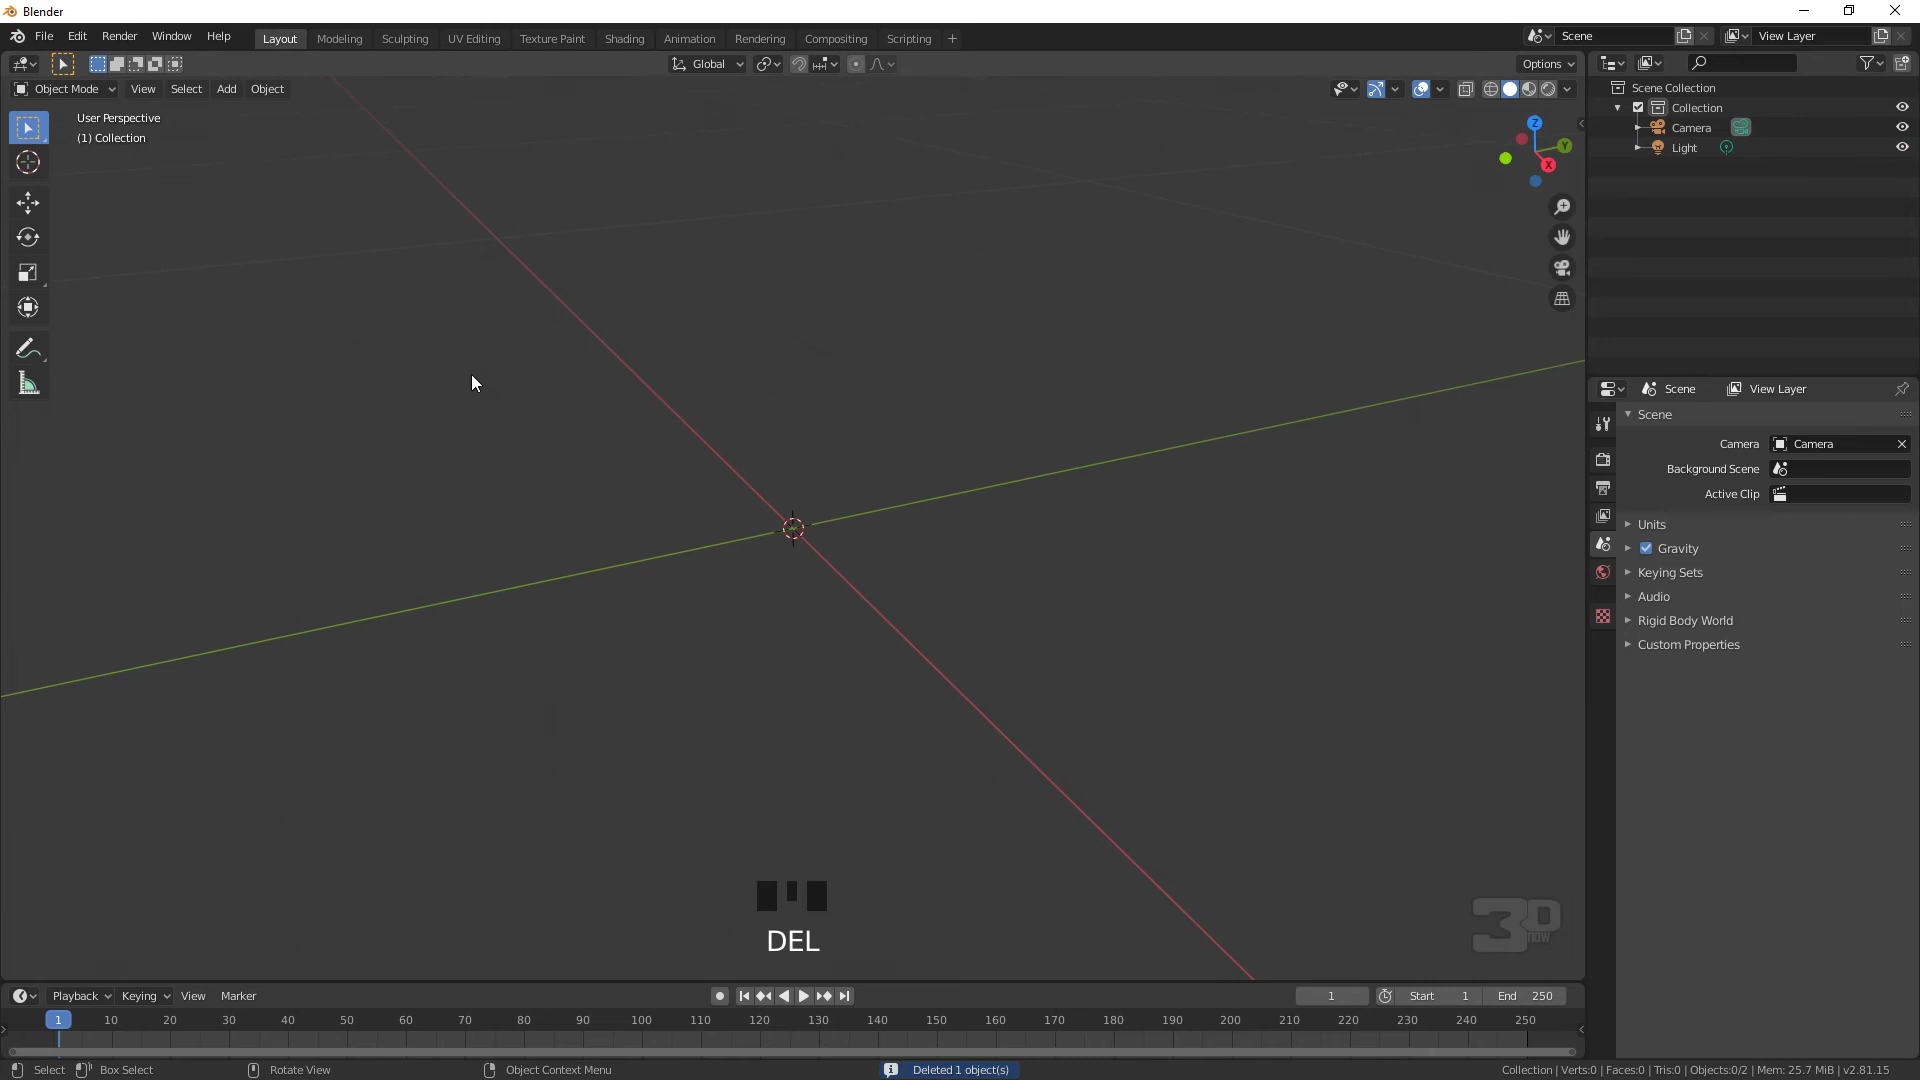 Blender
File Edit Render Window Help Layout Modeling Sculpting UV Editing Texture Paint Shading Animation Rendering Compositing Scripting + Scene View Layer
Global Options
Object Mode View Select Add Object
User Perspective
(1) Collection
Z
Y
X
Scene Collection
Collection
Camera
Light
Scene View Layer
Scene
Camera Camera
Background Scene
Active Clip
Units
Gravity
Keying Sets
Audio
Rigid Body World
Custom Properties
DEL
3D NOW
Playback Keying View Marker 1 Start 1 End 250
1 10 20 30 40 50 60 70 80 90 100 110 120 130 140 150 160 170 180 190 200 210 220 230 240 250
Select Box Select Rotate View Object Context Menu Deleted 1 object(s) Collection | Verts:0 | Faces:0 | Tris:0 | Objects:0/2 | Mem: 25.7 MiB | v2.81.15